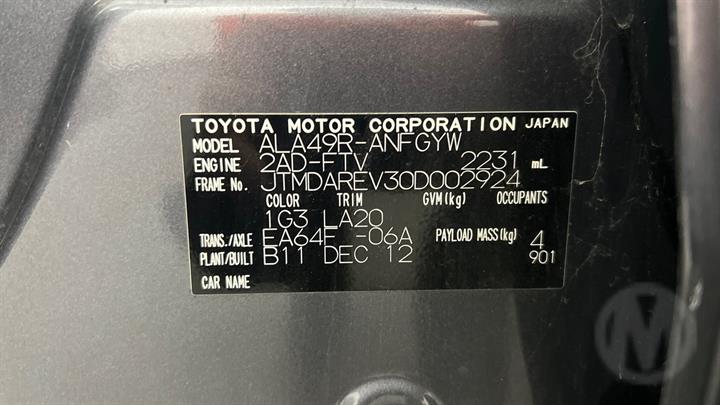 TOYOTA MOTOR CORPORATION JAPAN
MODEL ALA49R-ANFGYW
ENGINE 2AD-FTV 2231 mL
FRAME No. JTMDAREV30D002924
COLOR TRIM GVM(kg) OCCUPANTS
1G3 LA20
TRANS./AXLE EA64F -06A PAYLOAD MASS(kg) 4
PLANT/BUILT B11 DEC 12 901
CAR NAME
M